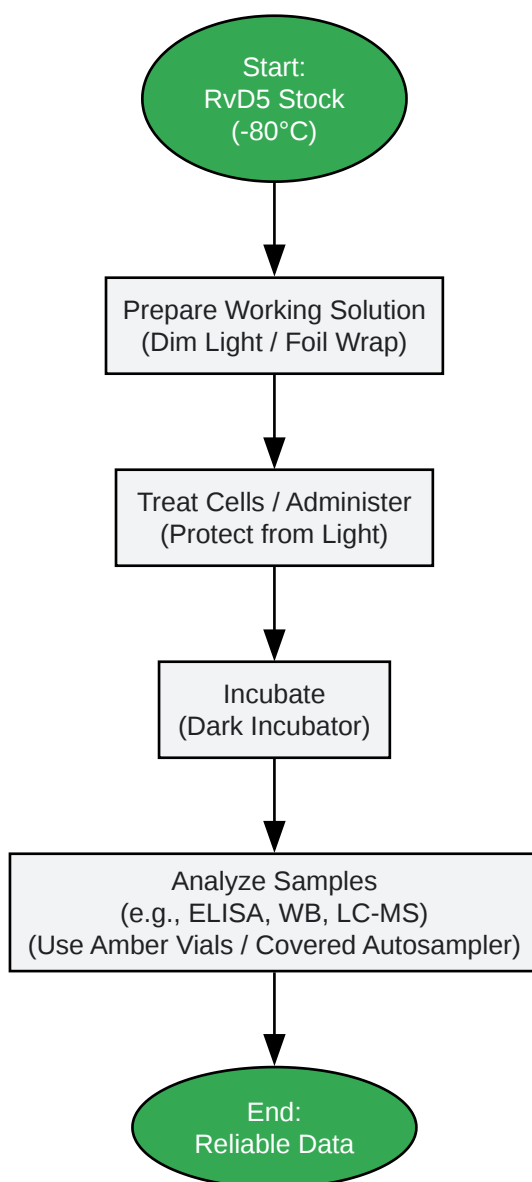 Start:
RvD5 Stock
(-80°C)
Prepare Working Solution
(Dim Light / Foil Wrap)
Treat Cells / Administer
(Protect from Light)
Incubate
(Dark Incubator)
Analyze Samples
(e.g., ELISA, WB, LC-MS)
(Use Amber Vials / Covered Autosampler)
End:
Reliable Data